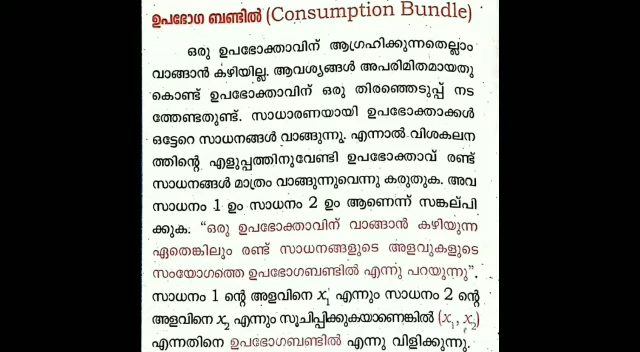 ഉപഭോഗ ബണ്ടിൽ (Consumption Bundle)
ഒരു ഉപഭോക്താവിന് ആഗ്രഹിക്കുന്നതെല്ലാം
വാങ്ങാൻ കഴിയില്ല. ആവശ്യങ്ങൾ അപരിമിതമായതു
കൊണ്ട് ഉപഭോക്താവിന് ഒരു തിരഞ്ഞെടുപ്പ് നട
ത്തേണ്ടതുണ്ട്. സാധാരണയായി ഉപഭോക്താക്കൾ
ഒട്ടേറെ സാധനങ്ങൾ വാങ്ങുന്നു. എന്നാൽ വിശകലന
ത്തിന്റെ എളുപ്പത്തിനുവേണ്ടി ഉപഭോക്താവ് രണ്ട്
സാധനങ്ങൾ മാത്രം വാങ്ങുന്നുവെന്നു കരുതുക. അവ
സാധനം 1 ഉം സാധനം 2 ഉം ആണെന്ന് സങ്കല്പി
ക്കുക. “ഒരു ഉപഭോക്താവിന് വാങ്ങാൻ കഴിയുന്ന
ഏതെങ്കിലും രണ്ട് സാധനങ്ങളുടെ അളവുകളുടെ
സംയോഗത്തെ ഉപഭോഗബണ്ടിൽ എന്നു പറയുന്നു”.
സാധനം 1 ന്റെ അളവിനെ x₁ എന്നും സാധനം 2 ന്റെ
അളവിനെ x₂ എന്നും സൂചിപ്പിക്കുകയാണെങ്കിൽ (x₁, x₂)
എന്നതിനെ ഉപഭോഗബണ്ടിൽ എന്നു വിളിക്കുന്നു.